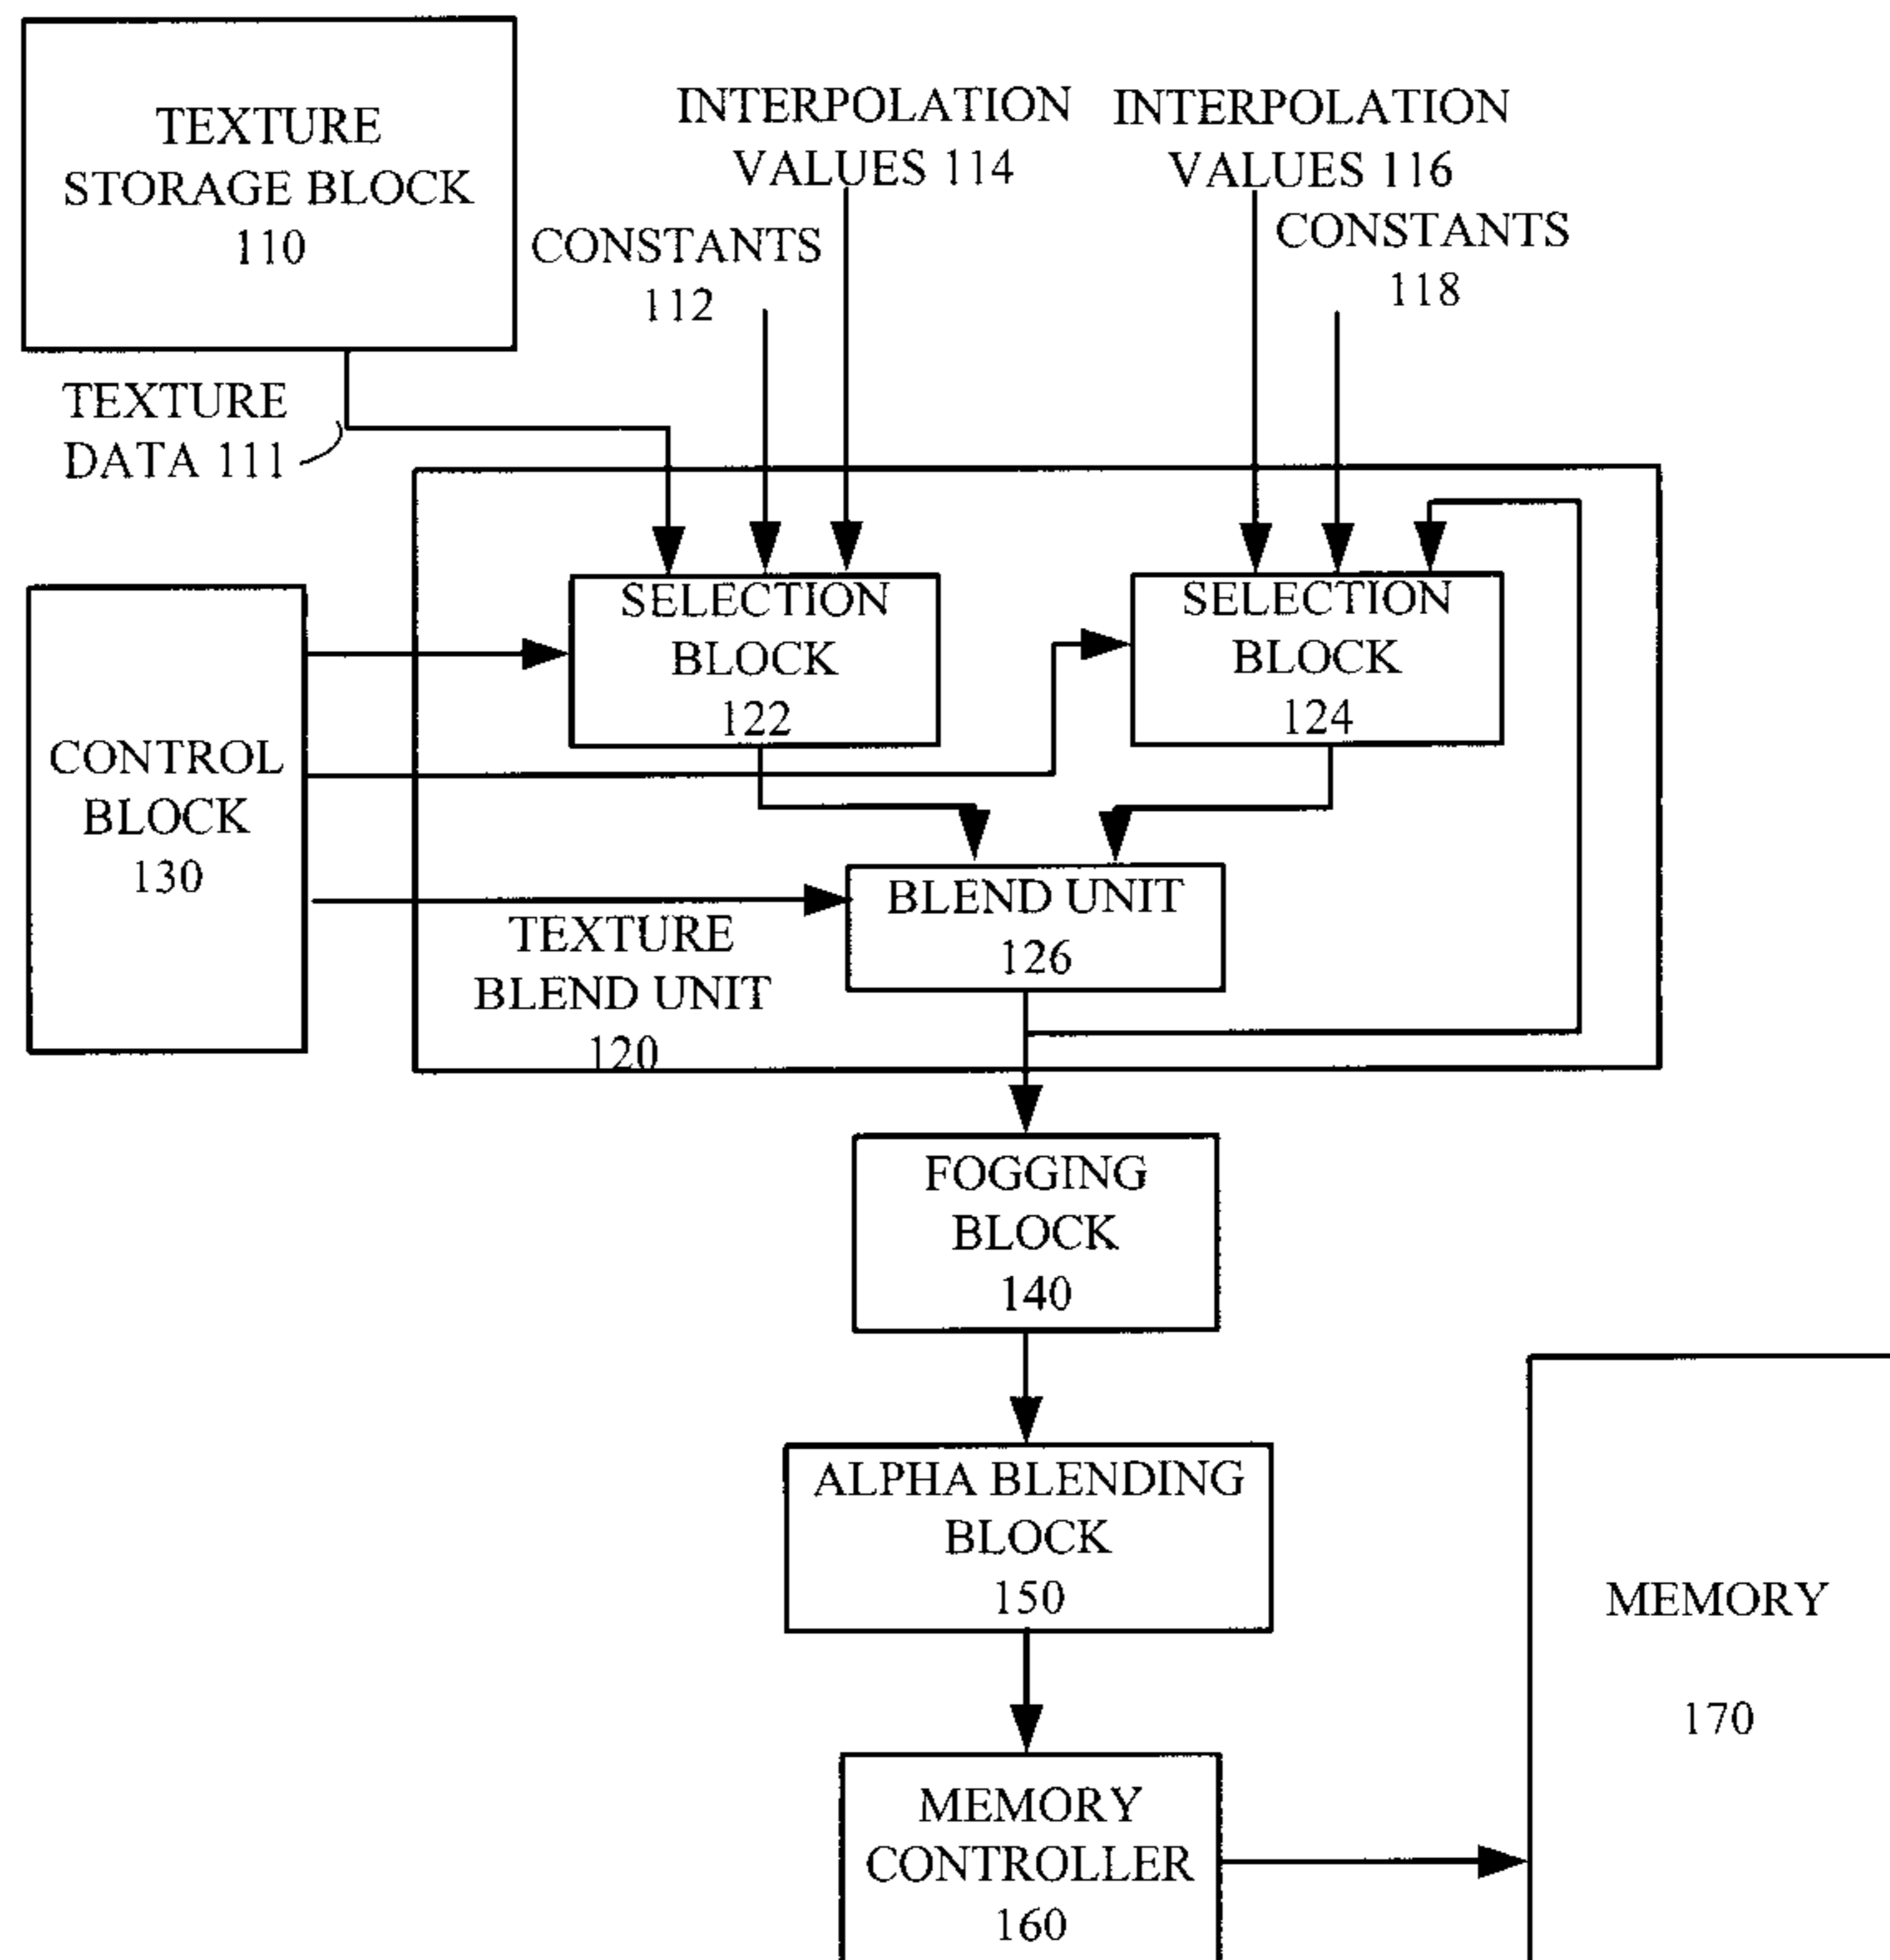 TEXTURE
STORAGE BLOCK
110
INTERPOLATION
VALUES 114
INTERPOLATION
VALUES 116
CONSTANTS
112
CONSTANTS
118
TEXTURE
DATA 111
SELECTION
BLOCK
122
SELECTION
BLOCK
124
CONTROL
BLOCK
130
BLEND UNIT
126
TEXTURE
BLEND UNIT
120
FOGGING
BLOCK
140
ALPHA BLENDING
BLOCK
150
MEMORY
170
MEMORY
CONTROLLER
160